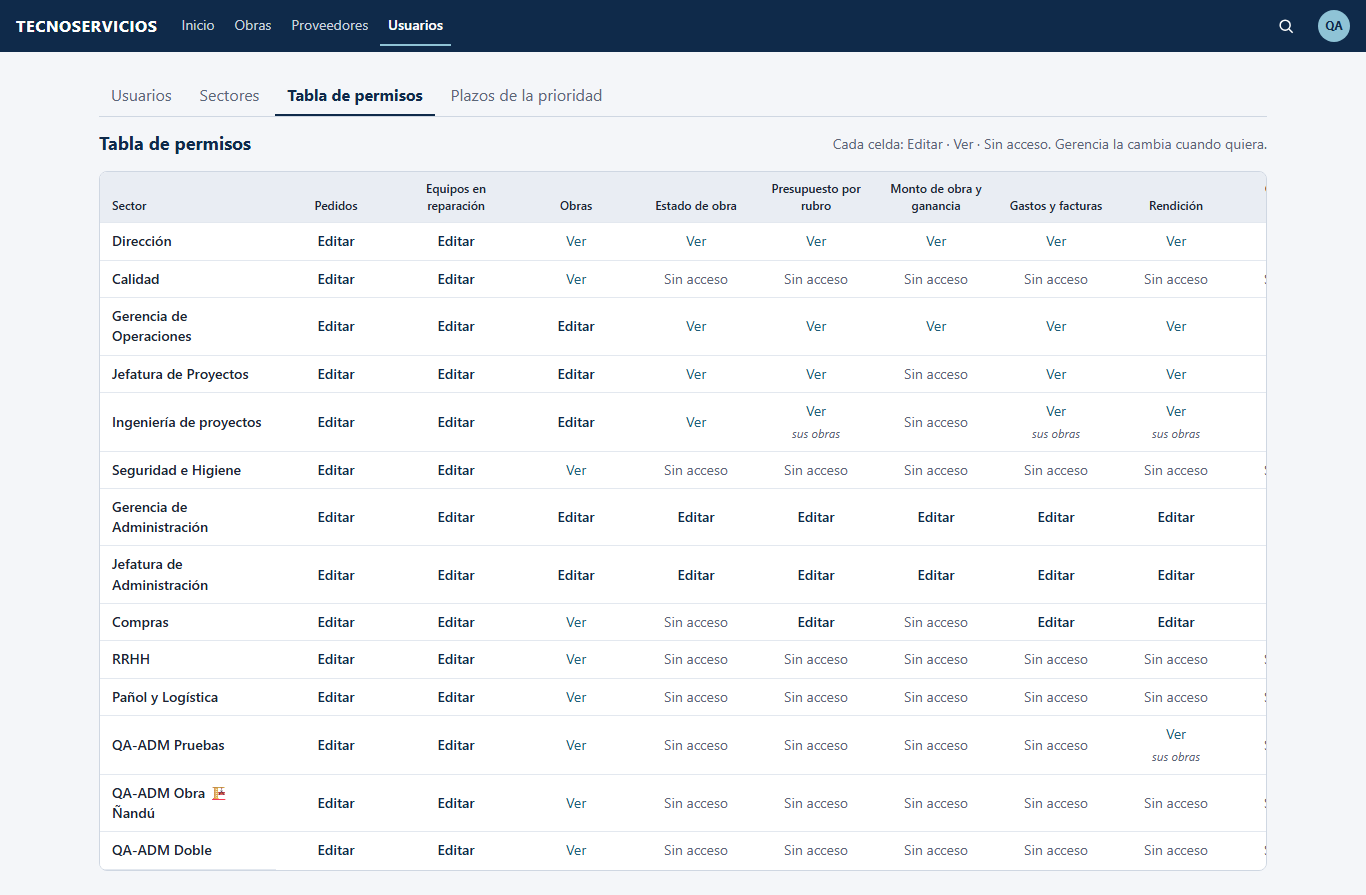 TECNOSERVICIOS Inicio Obras Proveedores Usuarios QA
Usuarios Sectores Tabla de permisos Plazos de la prioridad
Tabla de permisos Cada celda: Editar · Ver · Sin acceso. Gerencia la cambia cuando quiera.
Sector Pedidos Equipos en reparación Obras Estado de obra Presupuesto por rubro Monto de obra y ganancia Gastos y facturas Rendición
Dirección Editar Editar Ver Ver Ver Ver Ver Ver
Calidad Editar Editar Ver Sin acceso Sin acceso Sin acceso Sin acceso Sin acceso
Gerencia de Operaciones Editar Editar Editar Ver Ver Ver Ver Ver
Jefatura de Proyectos Editar Editar Editar Ver Ver Sin acceso Ver Ver
Ingeniería de proyectos Editar Editar Editar Ver Ver sus obras Sin acceso Ver sus obras Ver sus obras
Seguridad e Higiene Editar Editar Ver Sin acceso Sin acceso Sin acceso Sin acceso Sin acceso
Gerencia de Administración Editar Editar Editar Editar Editar Editar Editar Editar
Jefatura de Administración Editar Editar Editar Editar Editar Editar Editar Editar
Compras Editar Editar Ver Sin acceso Editar Sin acceso Editar Editar
RRHH Editar Editar Ver Sin acceso Sin acceso Sin acceso Sin acceso Sin acceso
Pañol y Logística Editar Editar Ver Sin acceso Sin acceso Sin acceso Sin acceso Sin acceso
QA-ADM Pruebas Editar Editar Ver Sin acceso Sin acceso Sin acceso Sin acceso Ver sus obras
QA-ADM Obra Ñandú Editar Editar Ver Sin acceso Sin acceso Sin acceso Sin acceso Sin acceso
QA-ADM Doble Editar Editar Ver Sin acceso Sin acceso Sin acceso Sin acceso Sin acceso